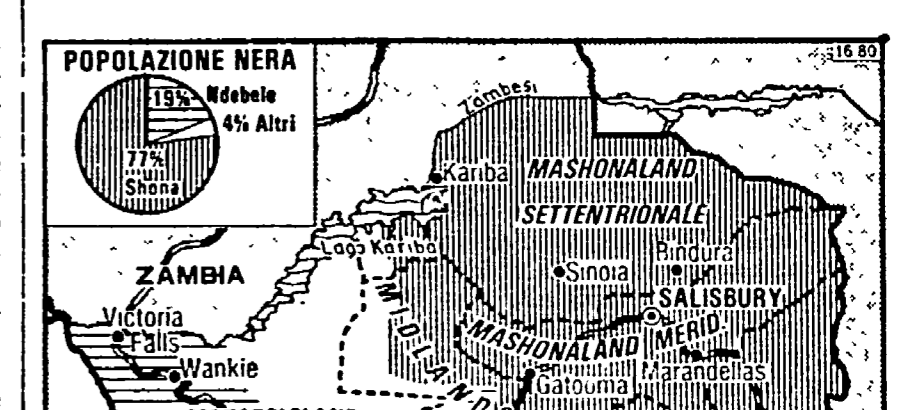 POPOLAZIONE NERA
19% Ndebele
4% Altri
77%
Shona
16 80
Zambesi
Kariba
MASHONALAND
SETTENTRIONALE
Lago Kariba
Bindura
Sinoia
ZAMBIA
SALISBURY
MIDLAND
Victoria
Falls
MASHONALAND MERID.
Wankie
Gatooma
Marandellas